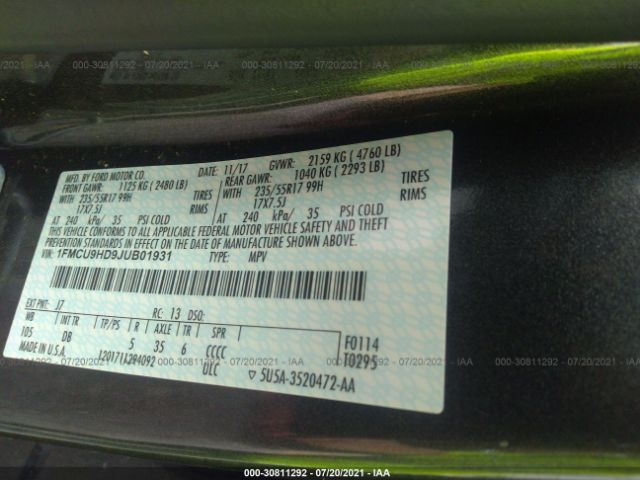 000-30811292 - 07/20/2021 - IAA
MFD. BY FORD MOTOR CO.
DATE: 11/17 GVWR: 2159 KG ( 4760 LB)
FRONT GAWR: 1125 KG ( 2480 LB) REAR GAWR: 1040 KG ( 2293 LB)
WITH 235/55R17 99H TIRES WITH 235/55R17 99H TIRES
17X7.5J RIMS 17X7.5J RIMS
AT 240 kPa/ 35 PSI COLD AT 240 kPa/ 35 PSI COLD
THIS VEHICLE CONFORMS TO ALL APPLICABLE FEDERAL MOTOR VEHICLE SAFETY AND THEFT
PREVENTION STANDARDS IN EFFECT ON THE DATE OF MANUFACTURE SHOWN ABOVE.
VIN: 1FMCU9HD9JUB01931 TYPE: MPV
EXT PNT: J7 RC: 13 DSO:
WB INT TR TP/PS R AXLE TR SPR F0114
105 DB 5 35 6 CCCC T0295
MADE IN U.S.A. ULC 5U5A-3520472-AA
000-30811292 - 07/20/2021 - IAA